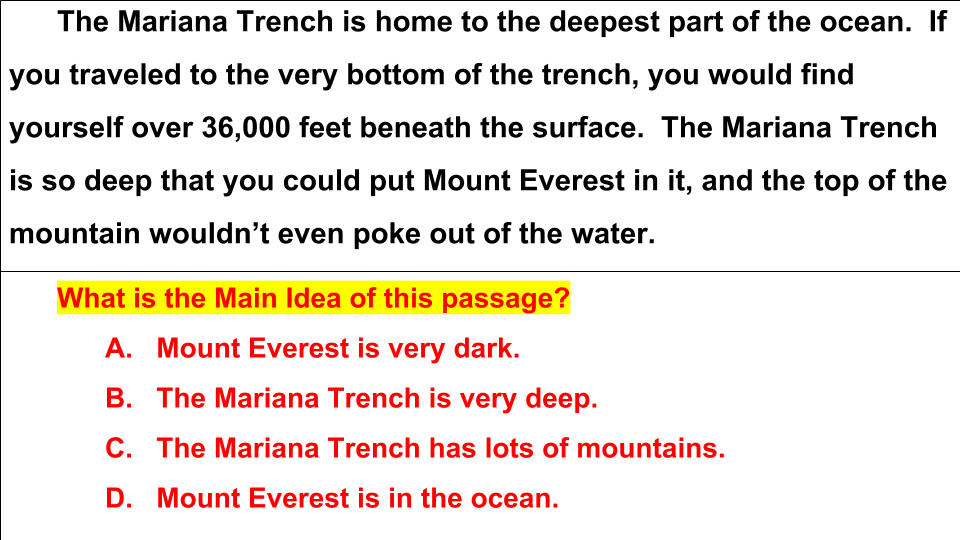 The Mariana Trench is home to the deepest part of the ocean.  If
you traveled to the very bottom of the trench, you would find
yourself over 36,000 feet beneath the surface.  The Mariana Trench
is so deep that you could put Mount Everest in it, and the top of the
mountain wouldn’t even poke out of the water.
What is the Main Idea of this passage?
A. Mount Everest is very dark.
B. The Mariana Trench is very deep.
C. The Mariana Trench has lots of mountains.
D. Mount Everest is in the ocean.